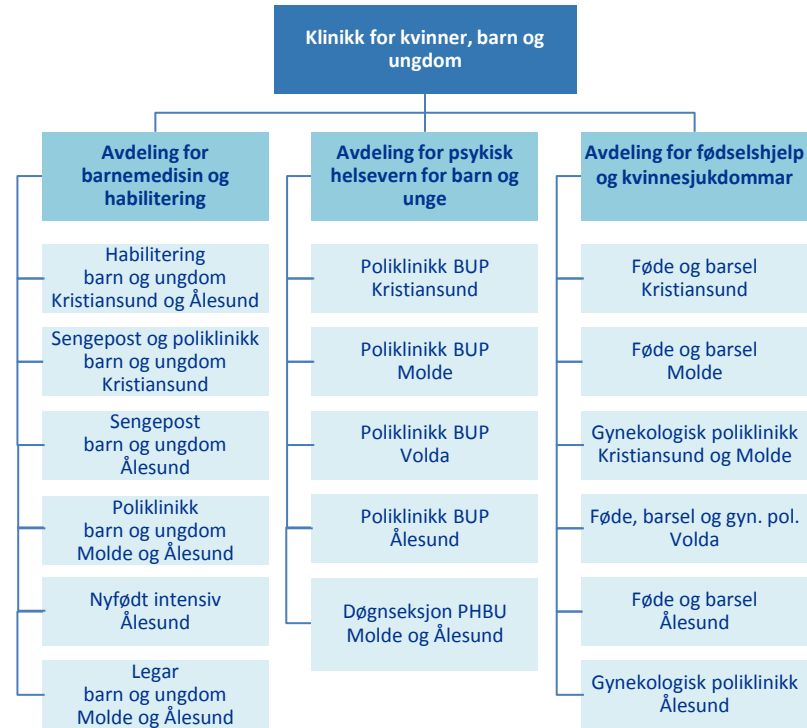 Klinikk for kvinner, barn og
ungdom
Avdeling for
barnemedisin og
habilitering
Habilitering
barn og ungdom
Kristiansund og Ålesund
Sengepost og poliklinikk
barn og ungdom
Kristiansund
Sengepost
barn og ungdom
Ålesund
Poliklinikk
barn og ungdom
Molde og Ålesund
Nyfødt intensiv
Ålesund
Legar
barn og ungdom
Molde og Ålesund
Avdeling for psykisk
helsevern for barn og
unge
Poliklinikk BUP
Kristiansund
Poliklinikk BUP
Molde
Poliklinikk BUP
Volda
Poliklinikk BUP
Ålesund
Døgnseksjon PHBU
Molde og Ålesund
Avdeling for fødselshjelp
og kvinnesjukdommar
Føde og barsel
Kristiansund
Føde og barsel
Molde
Gynekologisk poliklinikk
Kristiansund og Molde
Føde, barsel og gyn. pol.
Volda
Føde og barsel
Ålesund
Gynekologisk poliklinikk
Ålesund